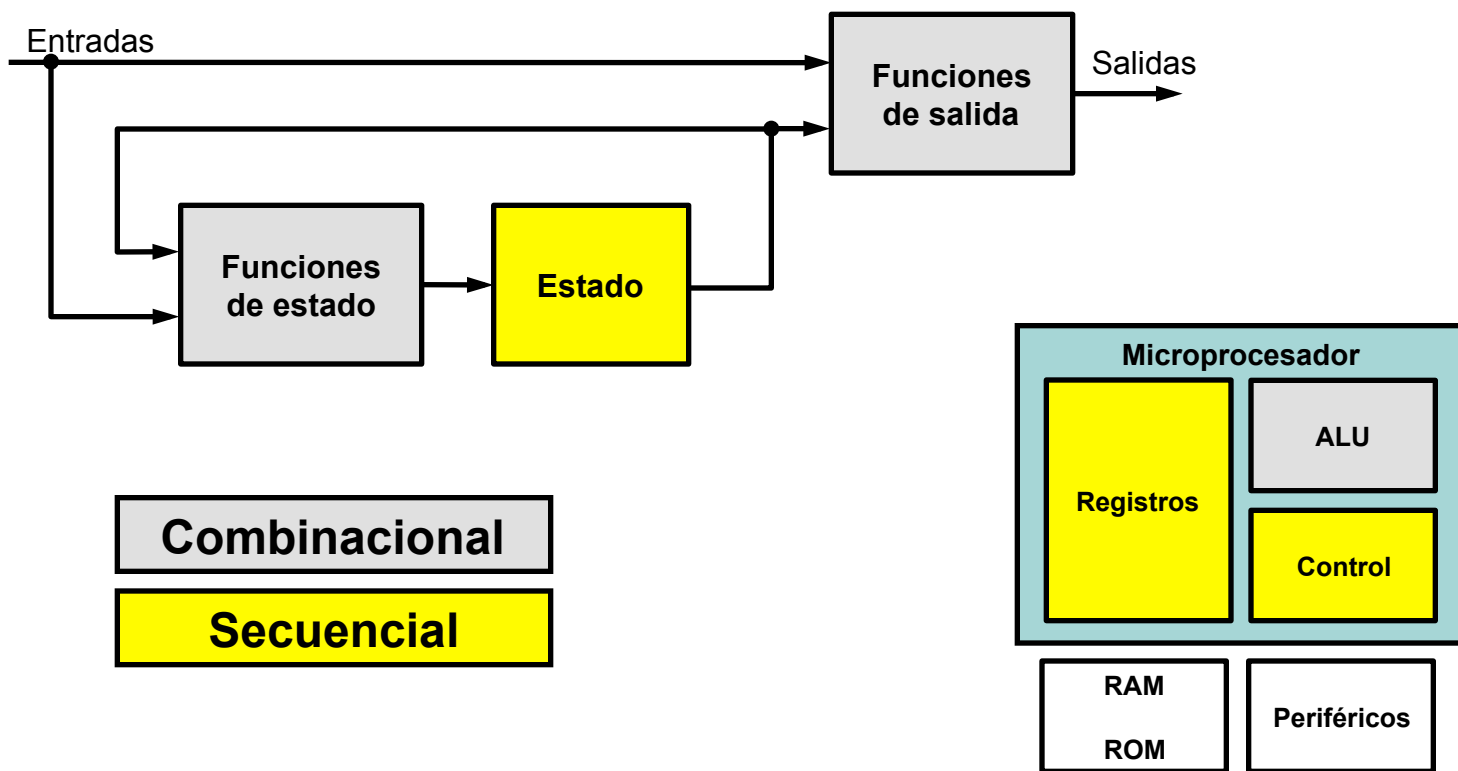 Entradas
Funciones
de salida
Salidas
Funciones
de estado
Estado
Microprocesador
Registros
ALU
Control
RAM
ROM
Periféricos
Combinacional
Secuencial